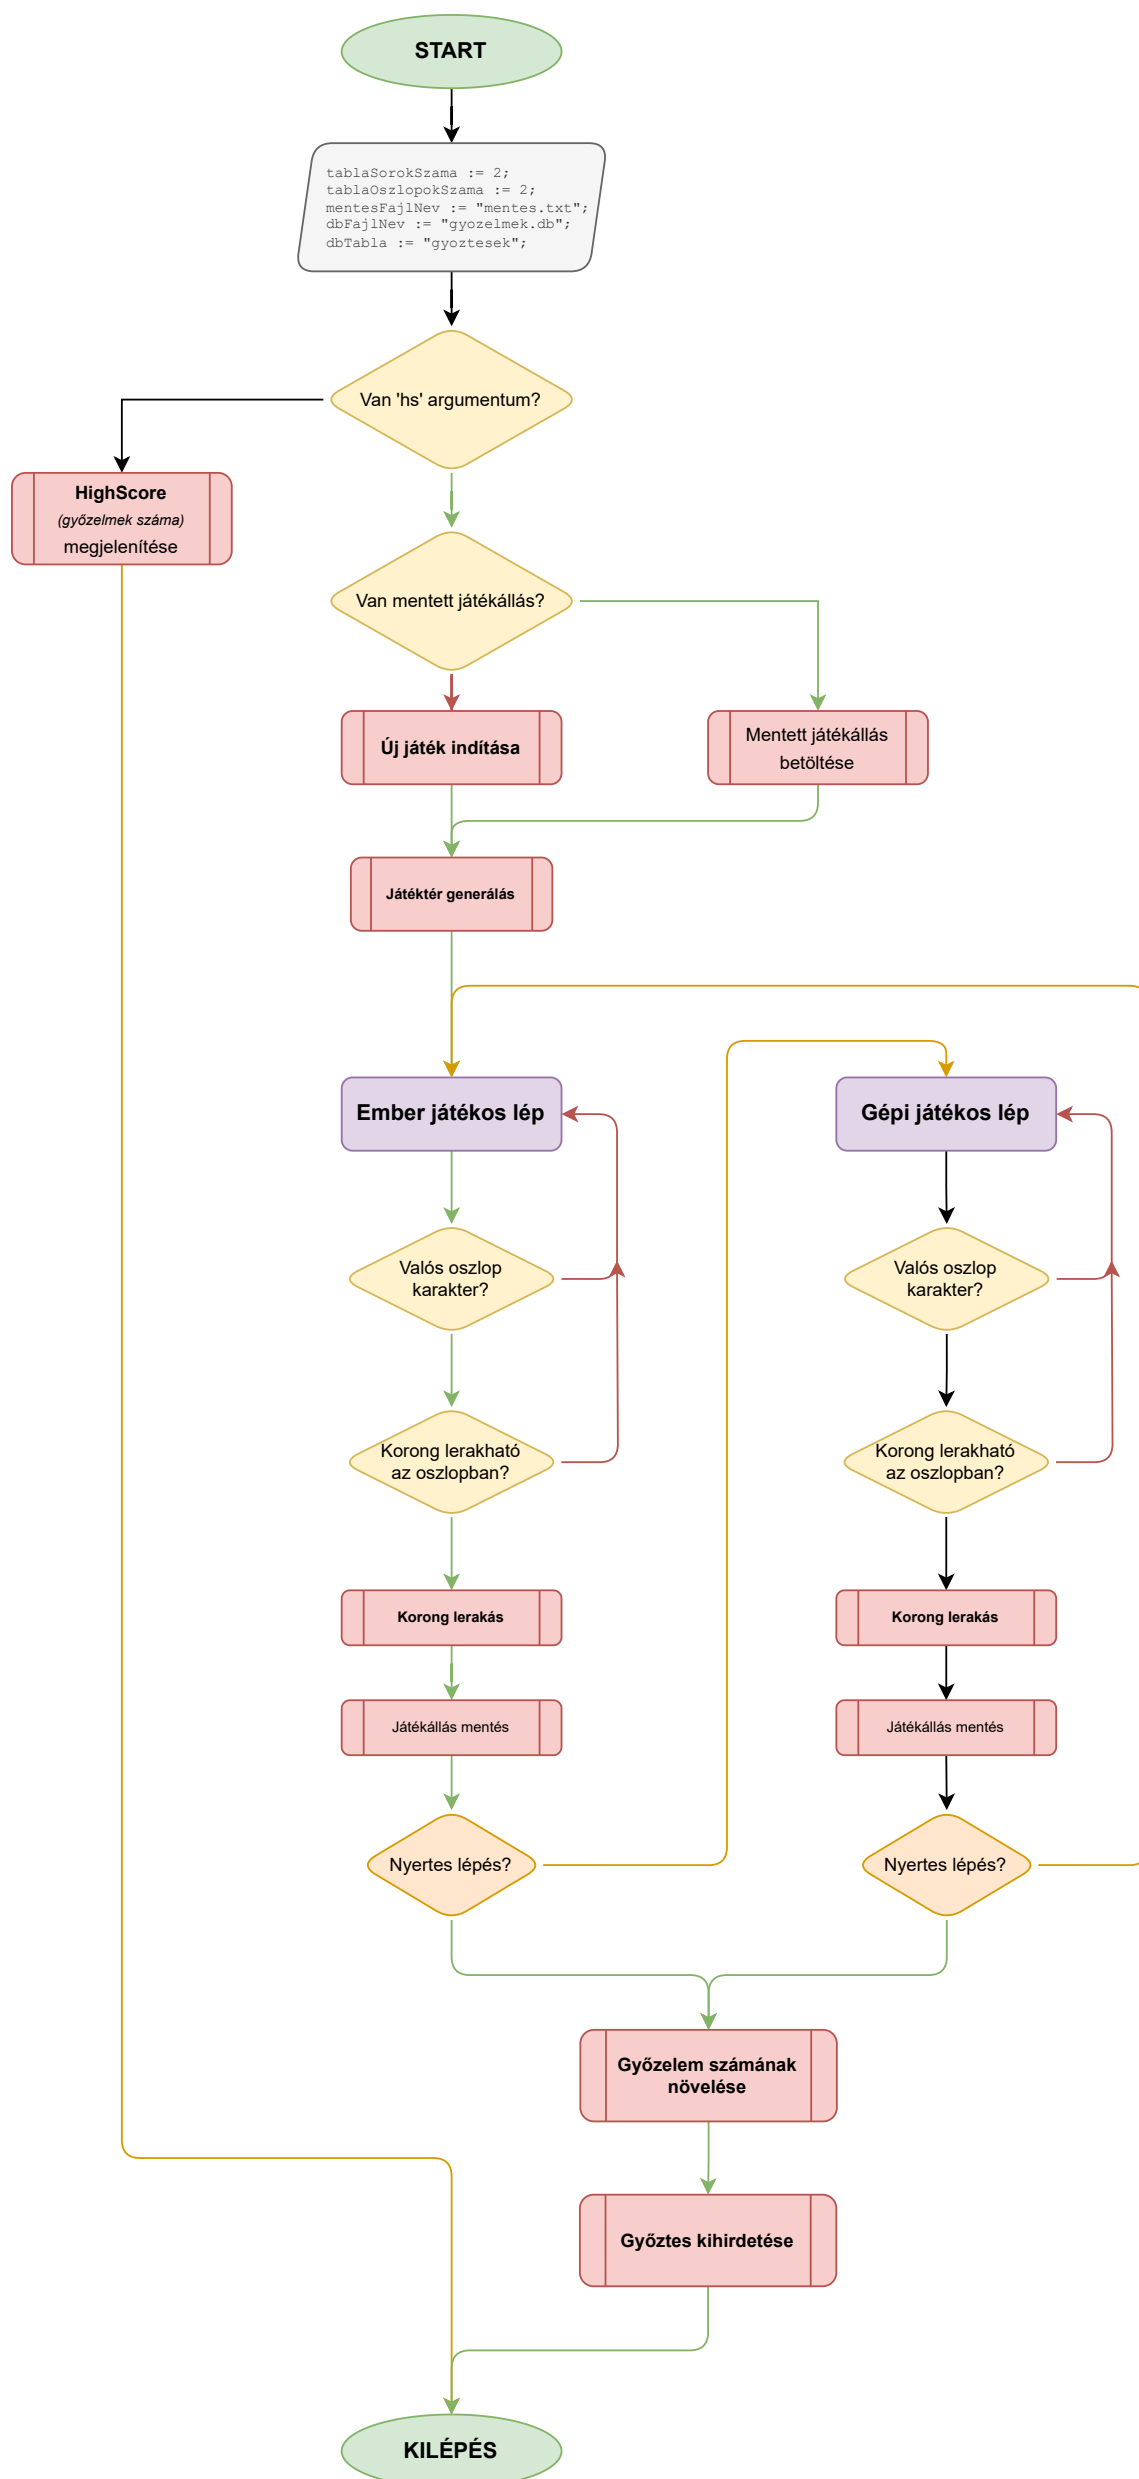 START
tablaSorokSzama := 2;
tablaOszlopokSzama := 2;
mentesFajlNev := "mentes.txt";
dbFajlNev := "gyozelmek.db";
dbTabla := "gyoztesek";
Van 'hs' argumentum?
HighScore
(győzelmek száma)
megjelenítése
Van mentett játékállás?
Új játék indítása
Mentett játékállás
betöltése
Játéktér generálás
Ember játékos lép
Gépi játékos lép
Valós oszlop
karakter?
Valós oszlop
karakter?
Korong lerakható
az oszlopban?
Korong lerakható
az oszlopban?
Korong lerakás
Korong lerakás
Játékállás mentés
Játékállás mentés
Nyertes lépés?
Nyertes lépés?
Győzelem számának
növelése
Győztes kihirdetése
KILÉPÉS